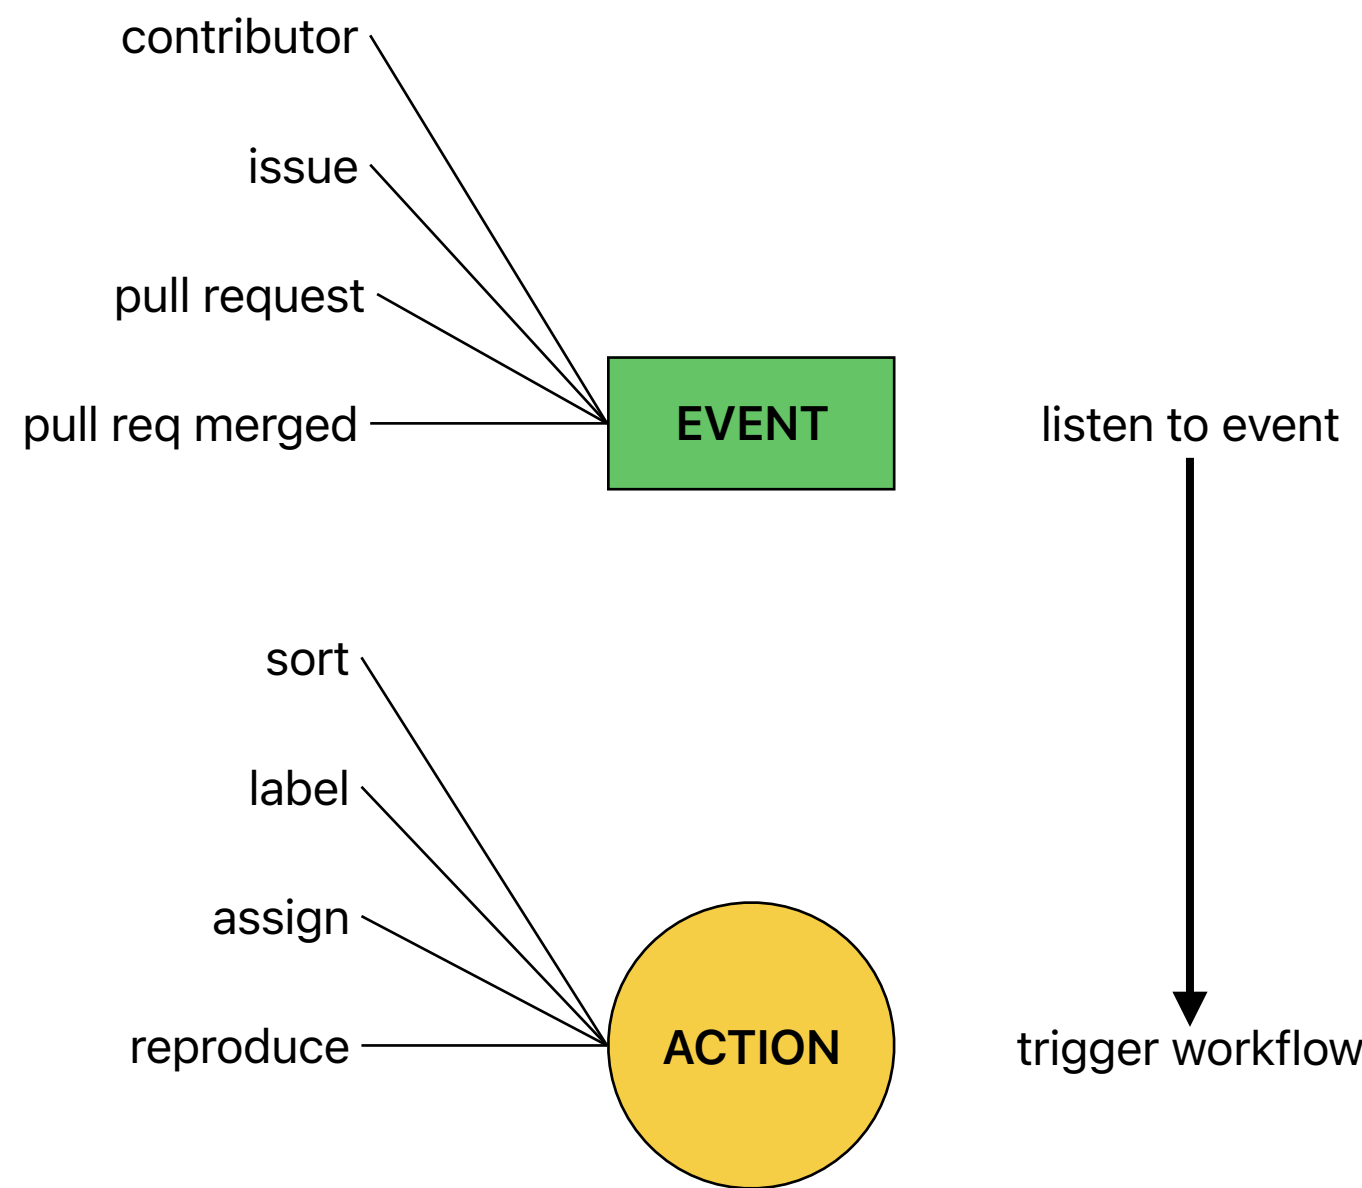 contributor
issue
pull request
pull req merged
EVENT
listen to event
sort
label
assign
reproduce
ACTION
trigger workflow